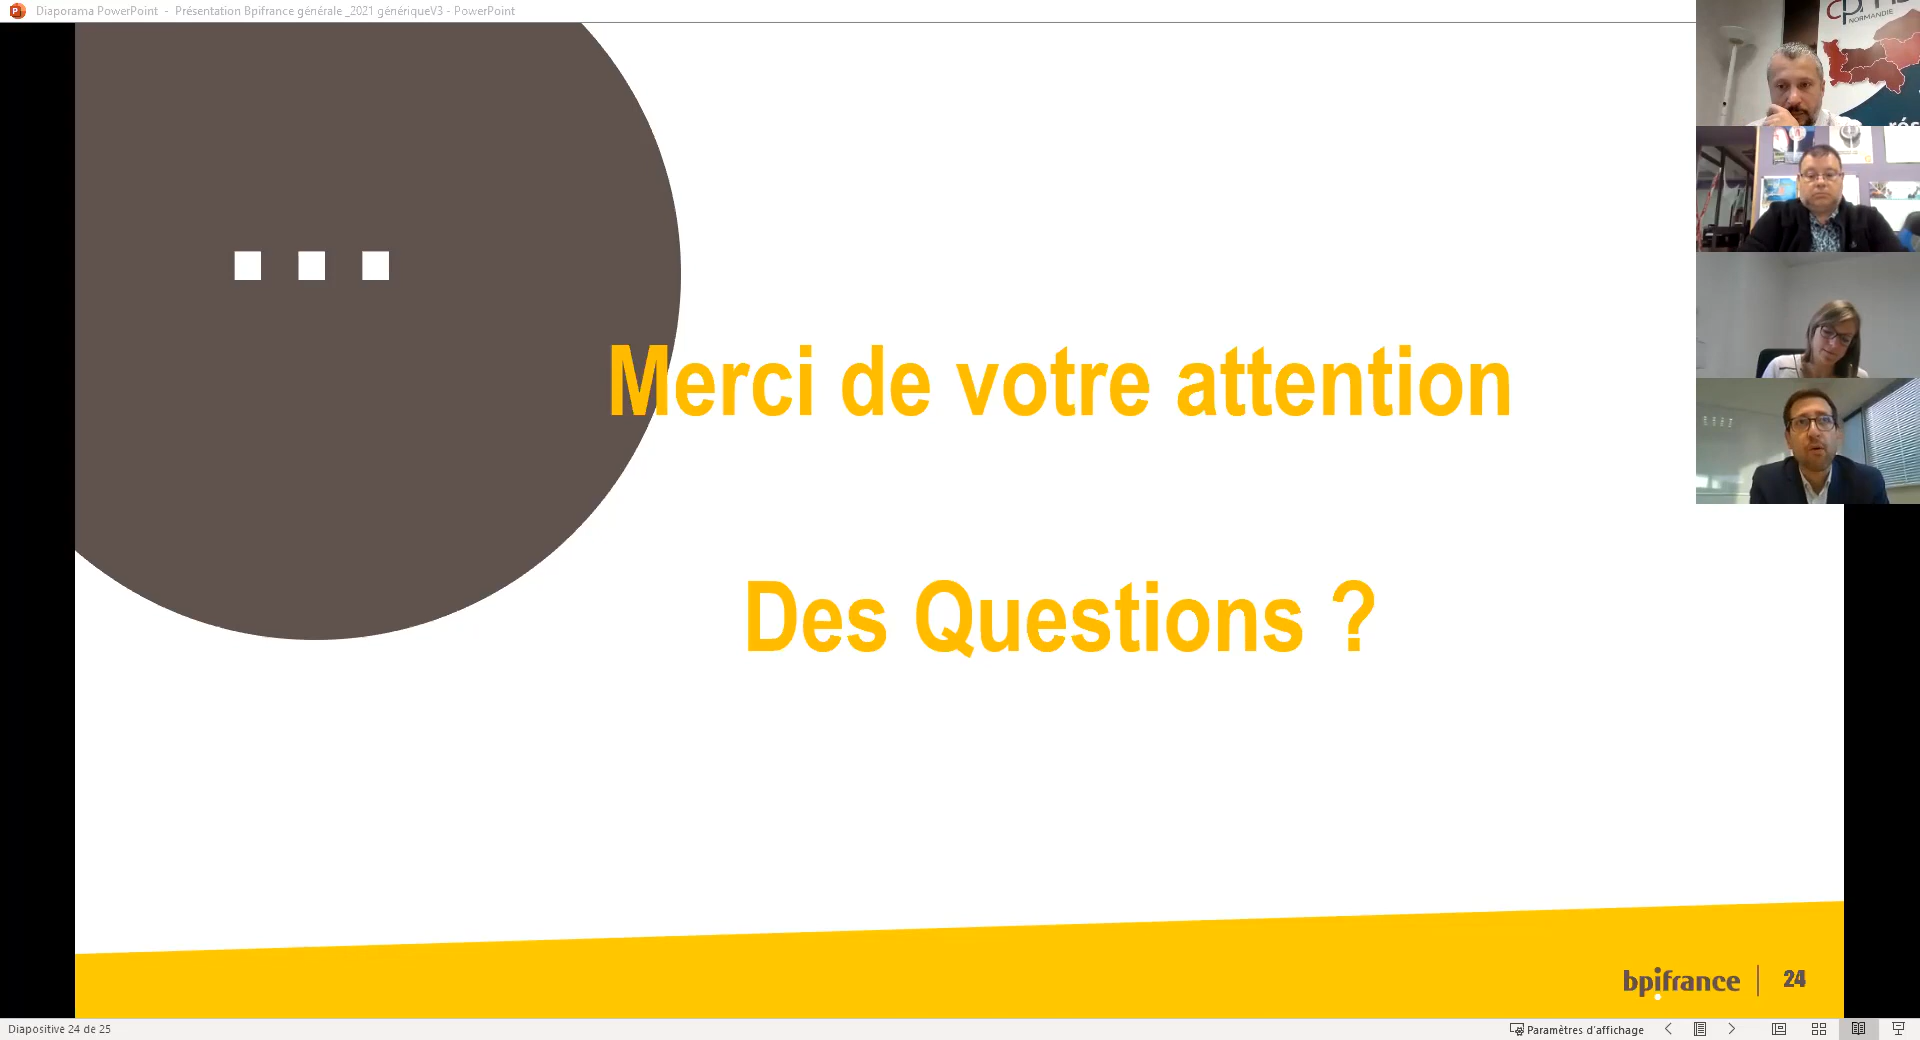 Diaporama PowerPoint - Présentation Bpifrance générale _2021 génériqueV3 - PowerPoint
NORMANDIE
Merci de votre attention
Des Questions ?
bpifrance
24
Diapositive 24 de 25
Paramètres d'affichage